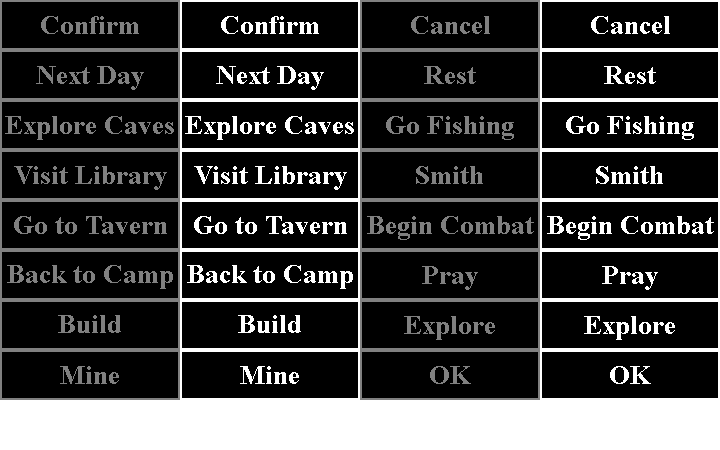 Confirm Confirm Cancel Cancel
Next Day Next Day Rest Rest
Explore Caves Explore Caves Go Fishing Go Fishing
Visit Library Visit Library Smith Smith
Go to Tavern Go to Tavern Begin Combat Begin Combat
Back to Camp Back to Camp Pray Pray
Build Build Explore Explore
Mine Mine OK OK